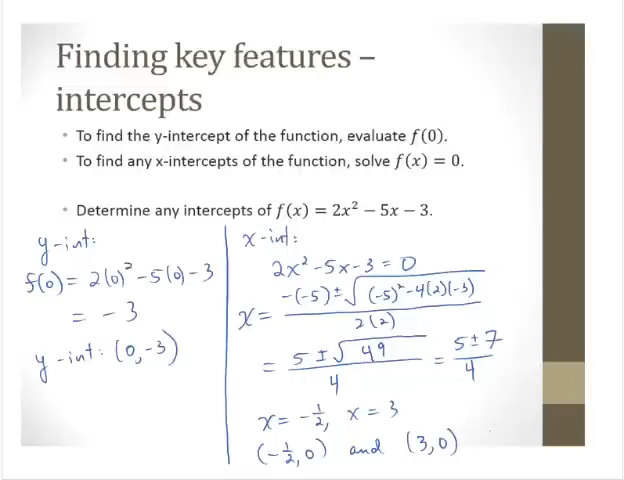 Finding key features –
intercepts
• To find the y-intercept of the function, evaluate f(0).
• To find any x-intercepts of the function, solve f(x) = 0.
• Determine any intercepts of f(x) = 2x² − 5x − 3.
y-int:
f(0) = 2(0)² - 5(0) - 3
= - 3
y-int: (0, -3)
x-int:
2x² - 5x - 3 = 0
x = (-(-5) ± √((-5)² - 4(2)(-3))) / 2(2)
= (5 ± √49) / 4 = (5 ± 7) / 4
x = -1/2, x = 3
(-1/2, 0) and (3, 0)